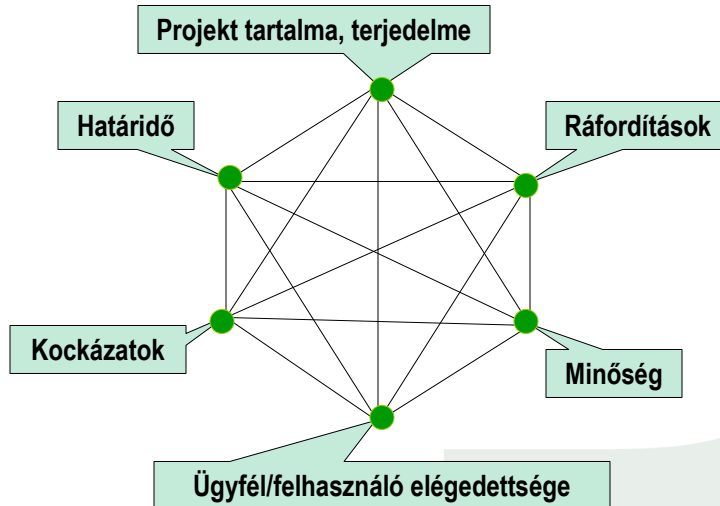 Projekt tartalma, terjedelme
Határidő
Ráfordítások
Kockázatok
Minőség
Ügyfél/felhasználó elégedettsége